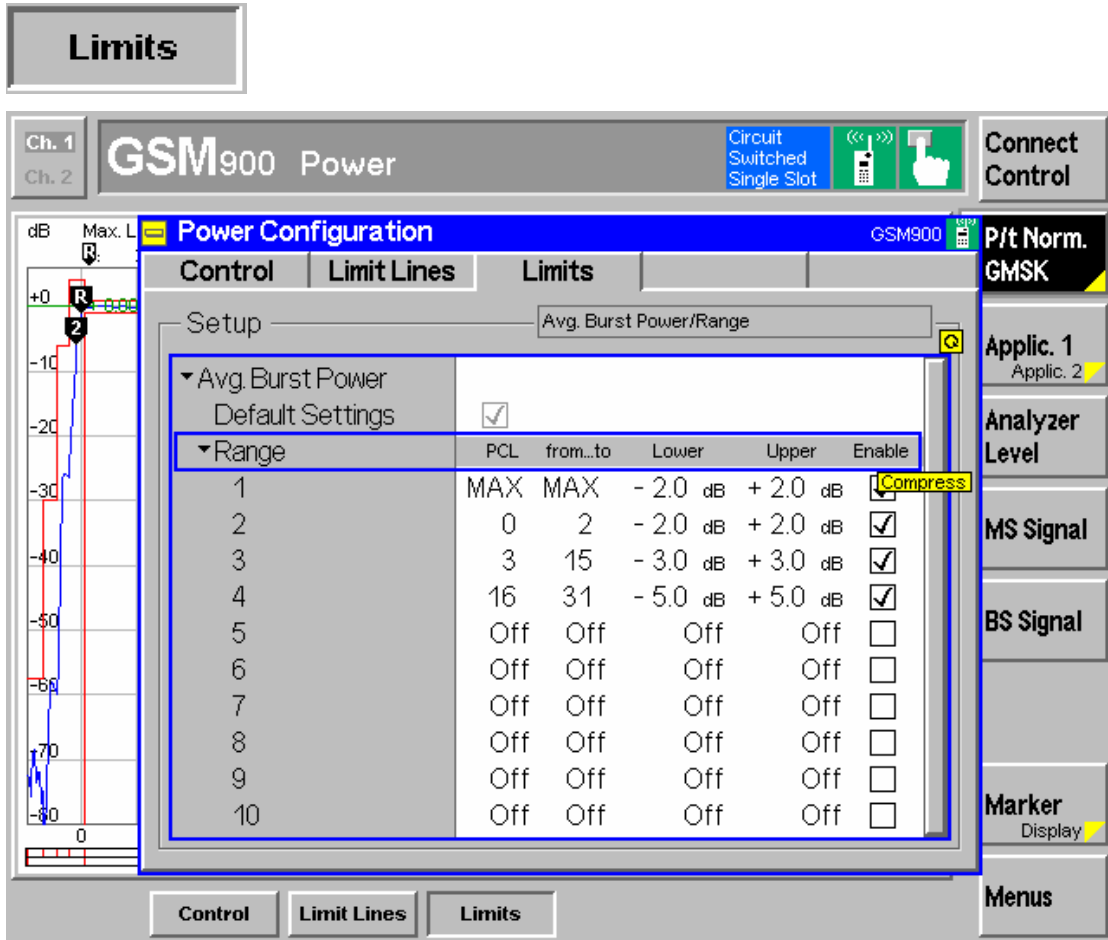 Limits
Ch. 1
Ch. 2
GSM900 Power
Circuit
Switched
Single Slot
Connect
Control
dB Max. L
R:
+0
R
0.00
2
-10
-20
-30
-40
-50
-60
-70
-80
0
Power Configuration GSM900
Control Limit Lines Limits
Setup Avg. Burst Power/Range
Avg. Burst Power
Default Settings
Range PCL from...to Lower Upper Enable
Compress
1 MAX MAX - 2.0 dB + 2.0 dB
2 0 2 - 2.0 dB + 2.0 dB
3 3 15 - 3.0 dB + 3.0 dB
4 16 31 - 5.0 dB + 5.0 dB
5 Off Off Off Off
6 Off Off Off Off
7 Off Off Off Off
8 Off Off Off Off
9 Off Off Off Off
10 Off Off Off Off
P/t Norm.
GMSK
Applic. 1
Applic. 2
Analyzer
Level
MS Signal
BS Signal
Marker
Display
Menus
Control Limit Lines Limits